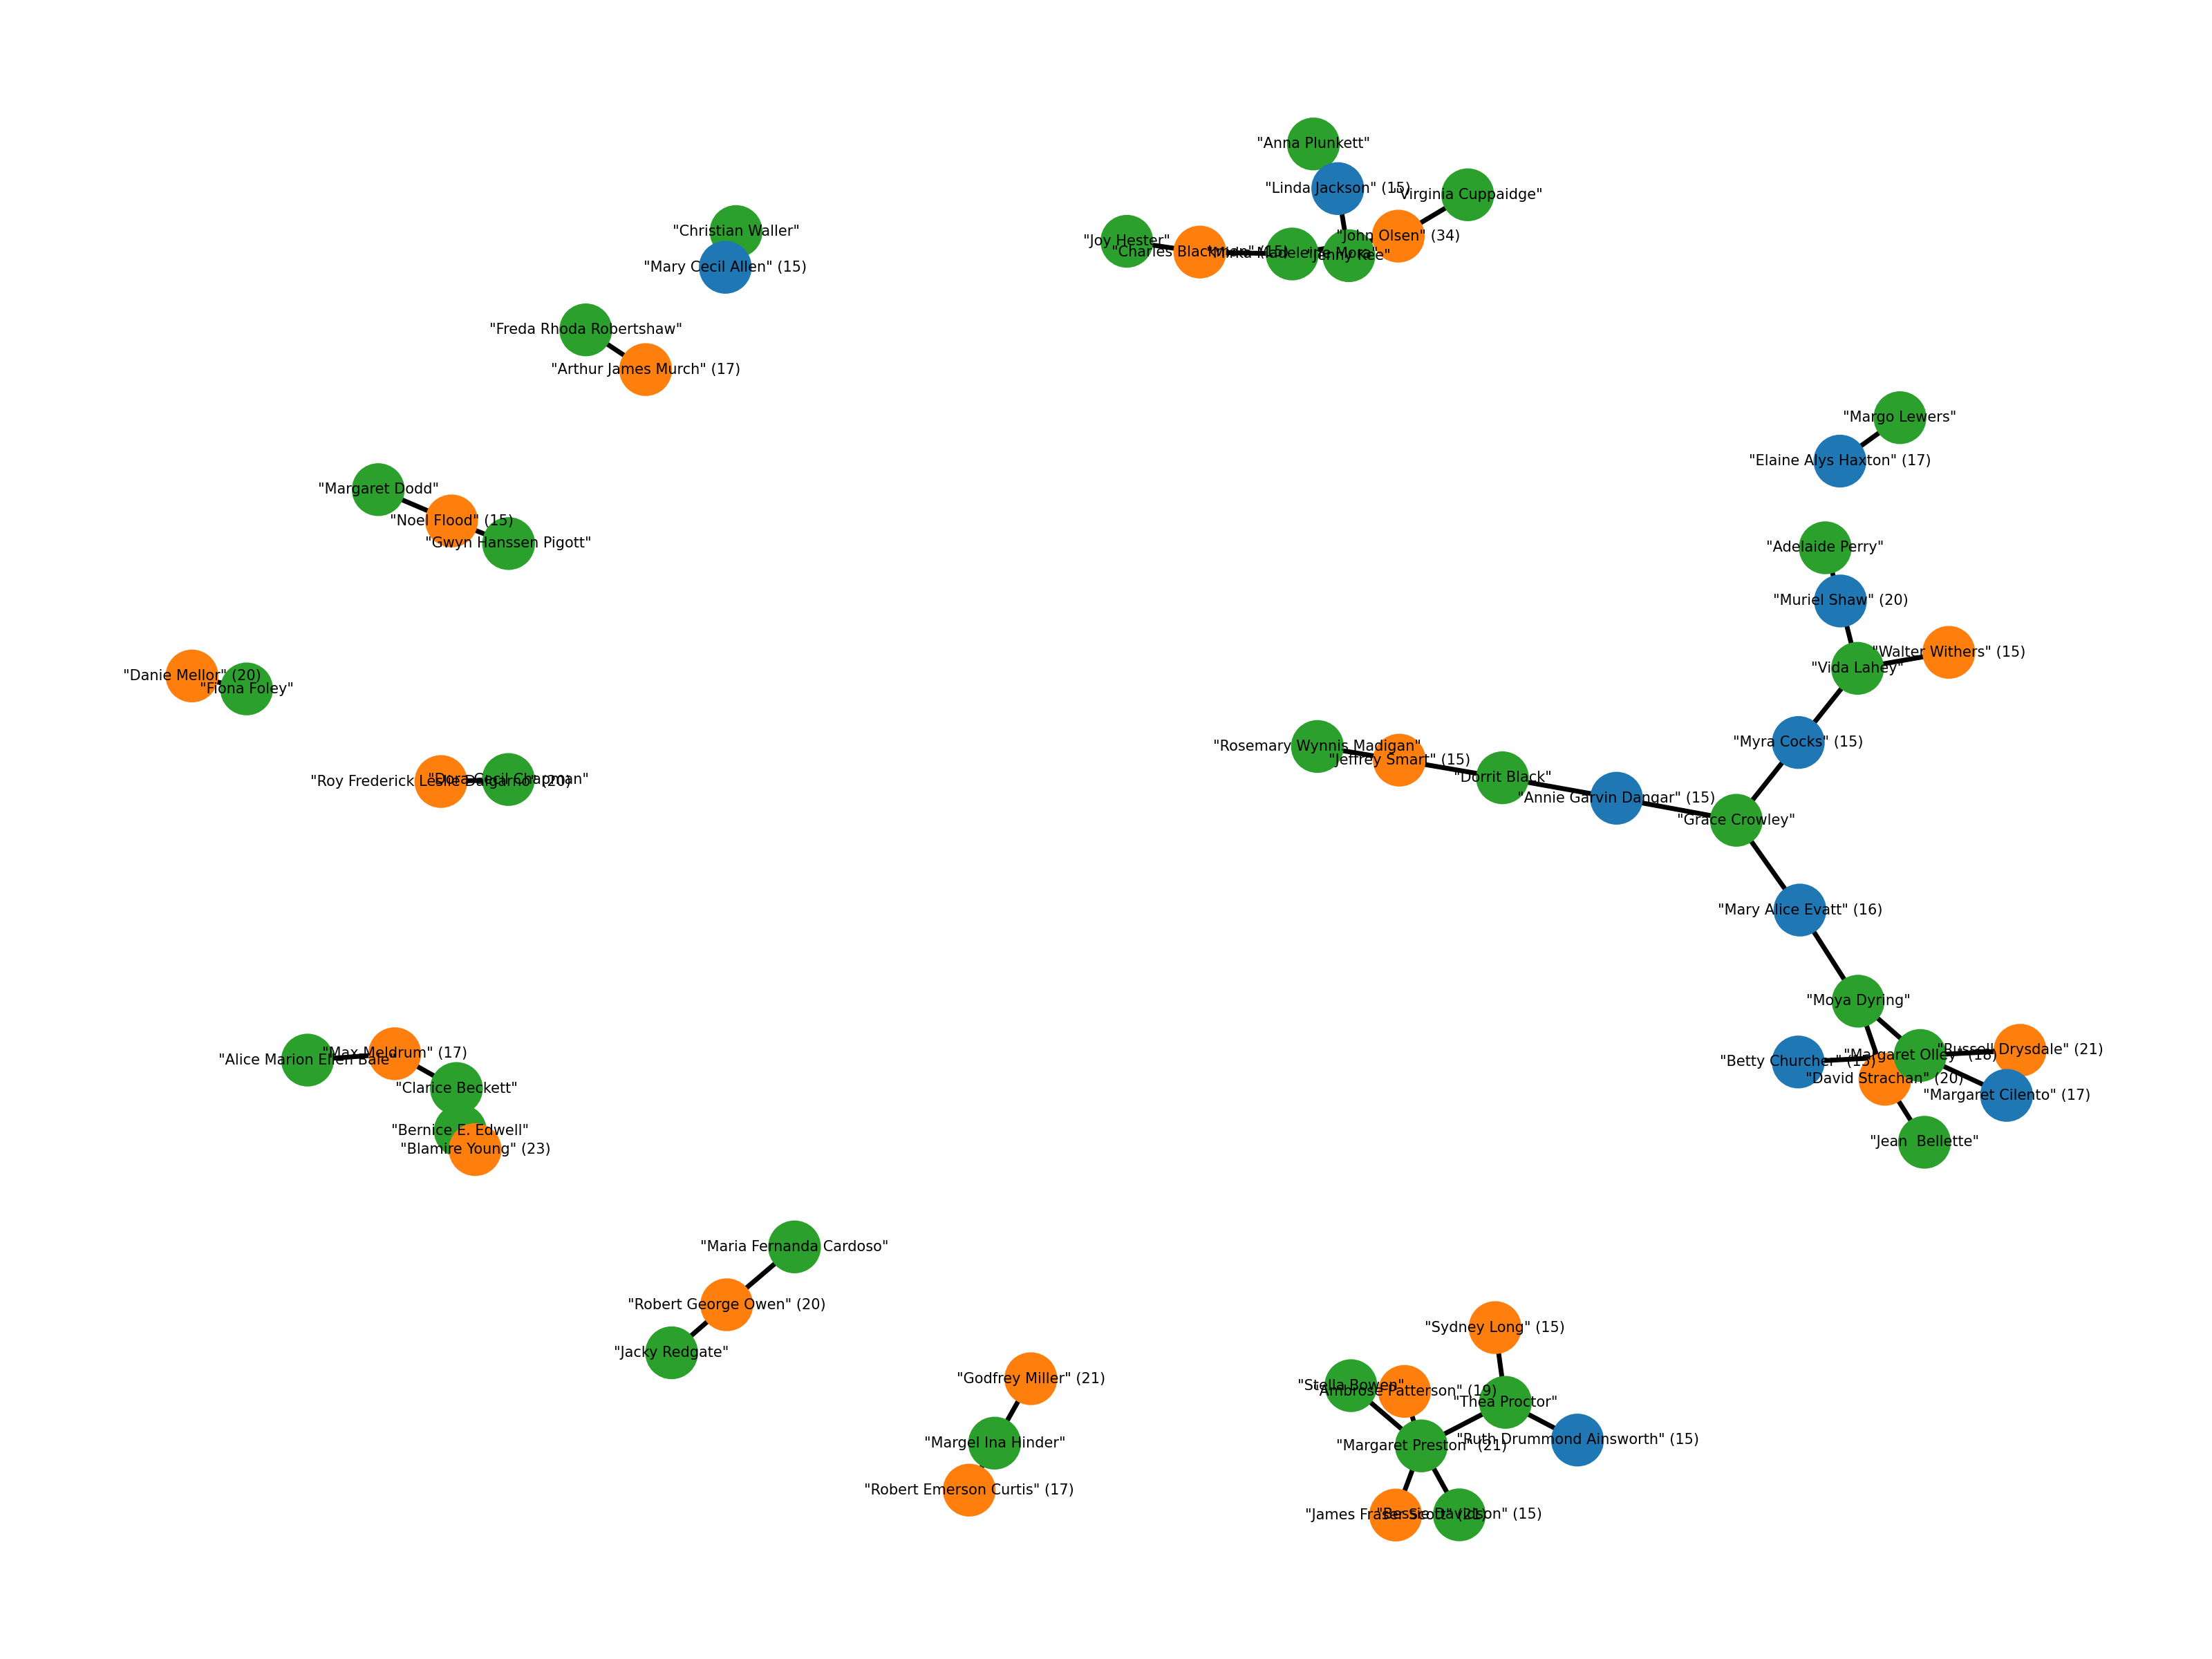 "Anna Plunkett"
"Linda Jackson" (15)
"Virginia Cuppaidge"
"Christian Waller"
"Joy Hester"
"John Olsen" (34)
"Charles Blackman" (15)
"Jenny Kee"
"Mary Cecil Allen" (15)
"Freda Rhoda Robertshaw"
"Arthur James Murch" (17)
"Margo Lewers"
"Elaine Alys Haxton" (17)
"Margaret Dodd"
"Noel Flood" (15)
"Gwyn Hanssen Pigott"
"Adelaide Perry"
"Muriel Shaw" (20)
"Walter Withers" (15)
"Vida Lahey"
"Danie Mellor" (20)
"Fiona Foley"
"Myra Cocks" (15)
"Rosemary Wynnis Madigan"
"Jeffrey Smart" (15)
"Dorrit Black"
"Roy Frederick Leslie Dalgarno" (20)
"Dora Cecil Chapman"
"Annie Garvin Dangar" (15)
"Grace Crowley"
"Mary Alice Evatt" (16)
"Moya Dyring"
"Russell Drysdale" (21)
"Max Meldrum" (17)
"Margaret Olley" (18)
"Alice Marion Ellen Bale"
"Betty Churcher" (15)
"David Strachan" (20)
"Clarice Beckett"
"Margaret Cilento" (17)
"Bernice E. Edwell"
"Jean  Bellette"
"Blamire Young" (23)
"Maria Fernanda Cardoso"
"Robert George Owen" (20)
"Sydney Long" (15)
"Jacky Redgate"
"Godfrey Miller" (21)
"Stella Bowen"
"Ambrose Patterson" (19)
"Thea Proctor"
"Ruth Drummond Ainsworth" (15)
"Margel Ina Hinder"
"Margaret Preston" (21)
"Robert Emerson Curtis" (17)
"James Fraser Scott" (21)
"Bessie Davidson" (15)